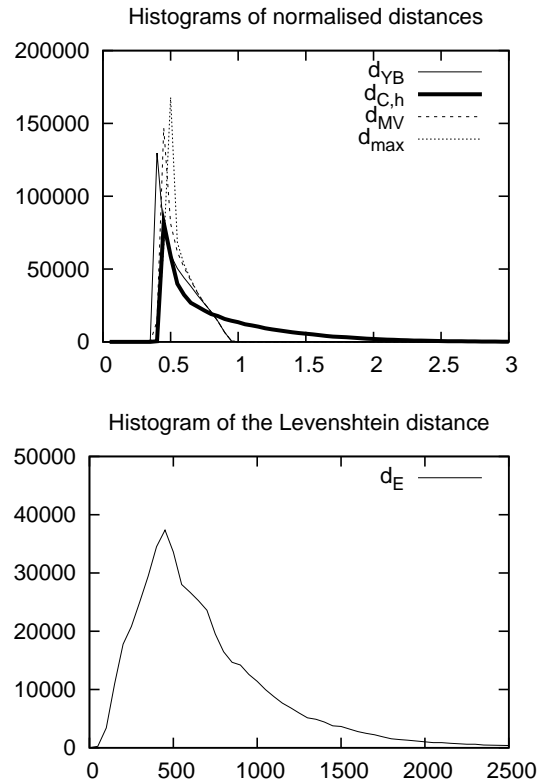 Histograms of normalised distances
200000
150000
100000
50000
0
d_YB
d_C,h
d_MV
d_max
0 0.5 1 1.5 2 2.5 3
Histogram of the Levenshtein distance
50000
40000
30000
20000
10000
0
d_E
0 500 1000 1500 2000 2500